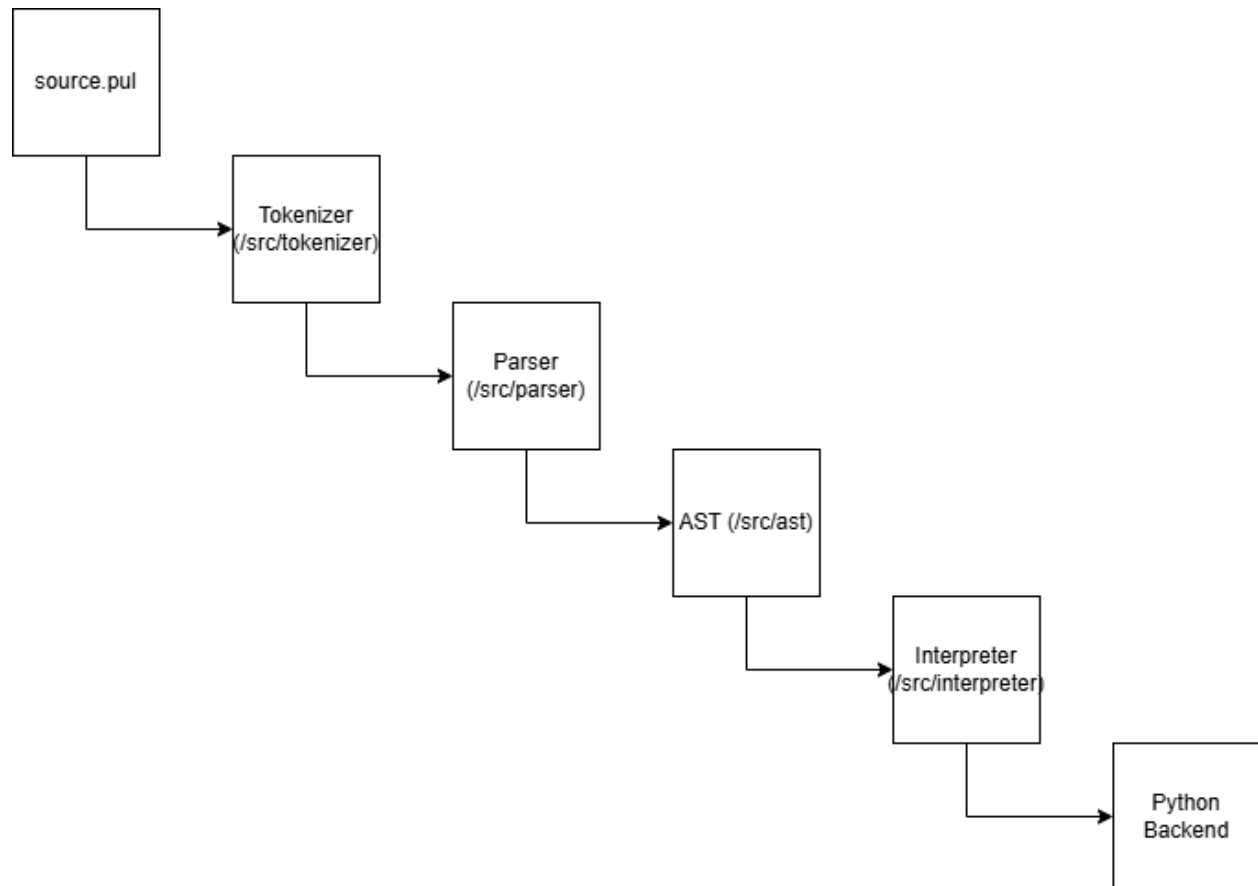 source.pul
Tokenizer
(/src/tokenizer)
Parser
(/src/parser)
AST (/src/ast)
Interpreter
(/src/interpreter)
Python
Backend